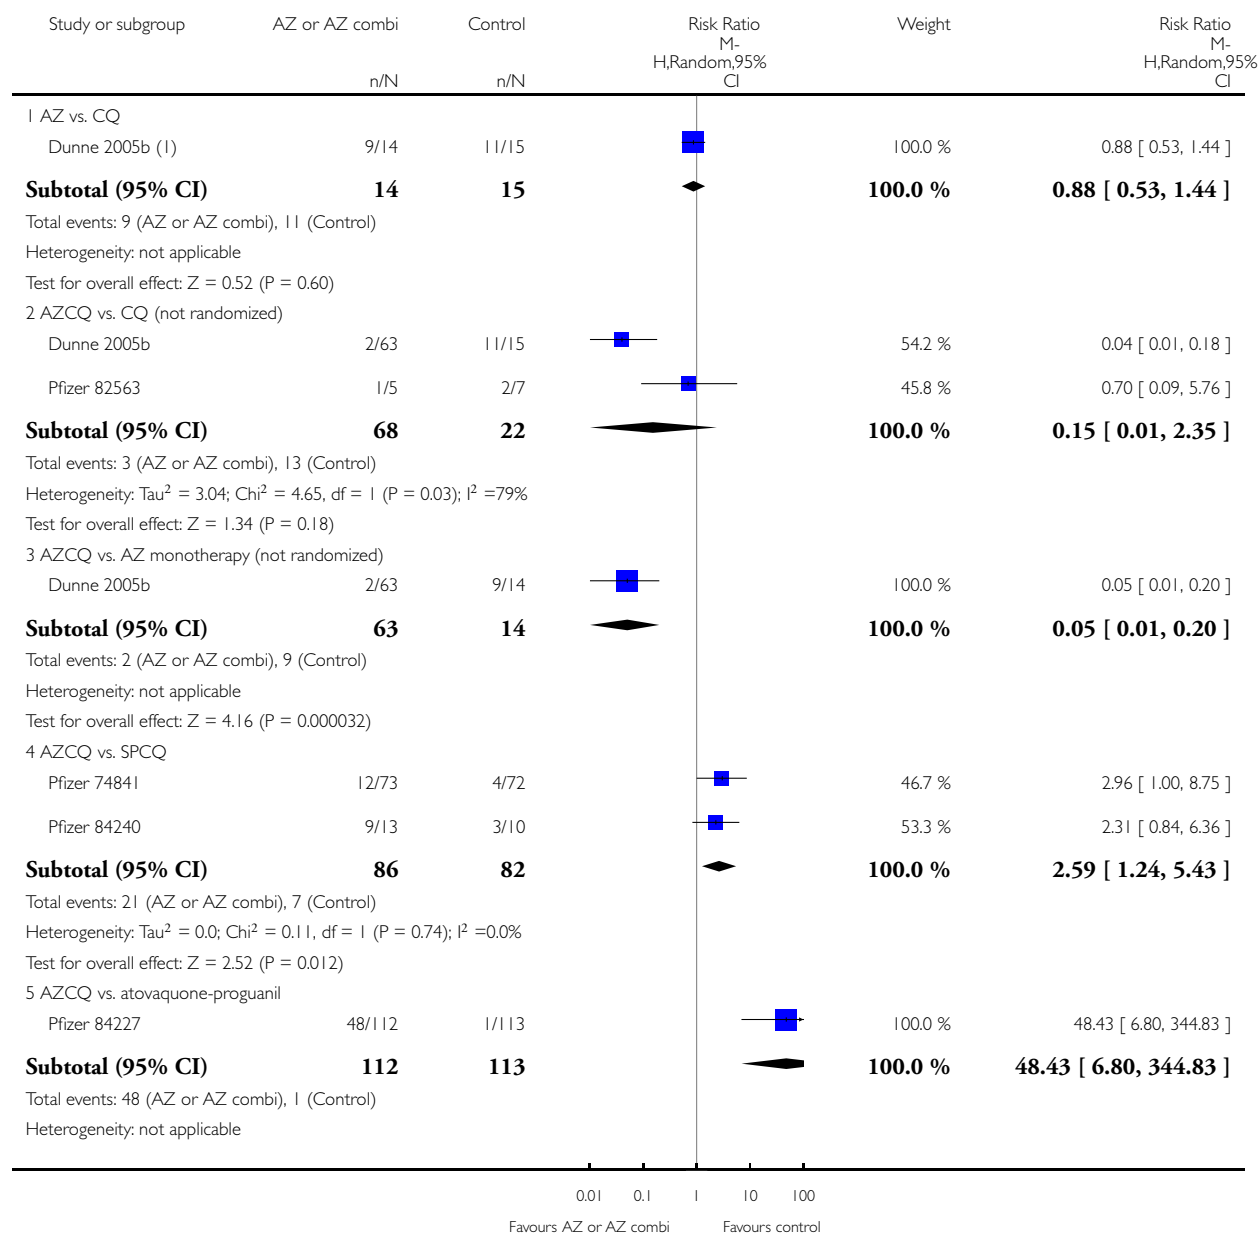 Study or subgroup AZ or AZ combi Control Risk Ratio Weight Risk Ratio
M- M-
H,Random,95% H,Random,95%
n/N n/N CI CI
1 AZ vs. CQ
Dunne 2005b (1) 9/14 11/15 100.0 % 0.88 [ 0.53, 1.44 ]
Subtotal (95% CI) 14 15 100.0 % 0.88 [ 0.53, 1.44 ]
Total events: 9 (AZ or AZ combi), 11 (Control)
Heterogeneity: not applicable
Test for overall effect: Z = 0.52 (P = 0.60)
2 AZCQ vs. CQ (not randomized)
Dunne 2005b 2/63 11/15 54.2 % 0.04 [ 0.01, 0.18 ]
Pfizer 82563 1/5 2/7 45.8 % 0.70 [ 0.09, 5.76 ]
Subtotal (95% CI) 68 22 100.0 % 0.15 [ 0.01, 2.35 ]
Total events: 3 (AZ or AZ combi), 13 (Control)
Heterogeneity: Tau² = 3.04; Chi² = 4.65, df = 1 (P = 0.03); I² =79%
Test for overall effect: Z = 1.34 (P = 0.18)
3 AZCQ vs. AZ monotherapy (not randomized)
Dunne 2005b 2/63 9/14 100.0 % 0.05 [ 0.01, 0.20 ]
Subtotal (95% CI) 63 14 100.0 % 0.05 [ 0.01, 0.20 ]
Total events: 2 (AZ or AZ combi), 9 (Control)
Heterogeneity: not applicable
Test for overall effect: Z = 4.16 (P = 0.000032)
4 AZCQ vs. SPCQ
Pfizer 74841 12/73 4/72 46.7 % 2.96 [ 1.00, 8.75 ]
Pfizer 84240 9/13 3/10 53.3 % 2.31 [ 0.84, 6.36 ]
Subtotal (95% CI) 86 82 100.0 % 2.59 [ 1.24, 5.43 ]
Total events: 21 (AZ or AZ combi), 7 (Control)
Heterogeneity: Tau² = 0.0; Chi² = 0.11, df = 1 (P = 0.74); I² =0.0%
Test for overall effect: Z = 2.52 (P = 0.012)
5 AZCQ vs. atovaquone-proguanil
Pfizer 84227 48/112 1/113 100.0 % 48.43 [ 6.80, 344.83 ]
Subtotal (95% CI) 112 113 100.0 % 48.43 [ 6.80, 344.83 ]
Total events: 48 (AZ or AZ combi), 1 (Control)
Heterogeneity: not applicable
0.01 0.1 1 10 100
Favours AZ or AZ combi Favours control